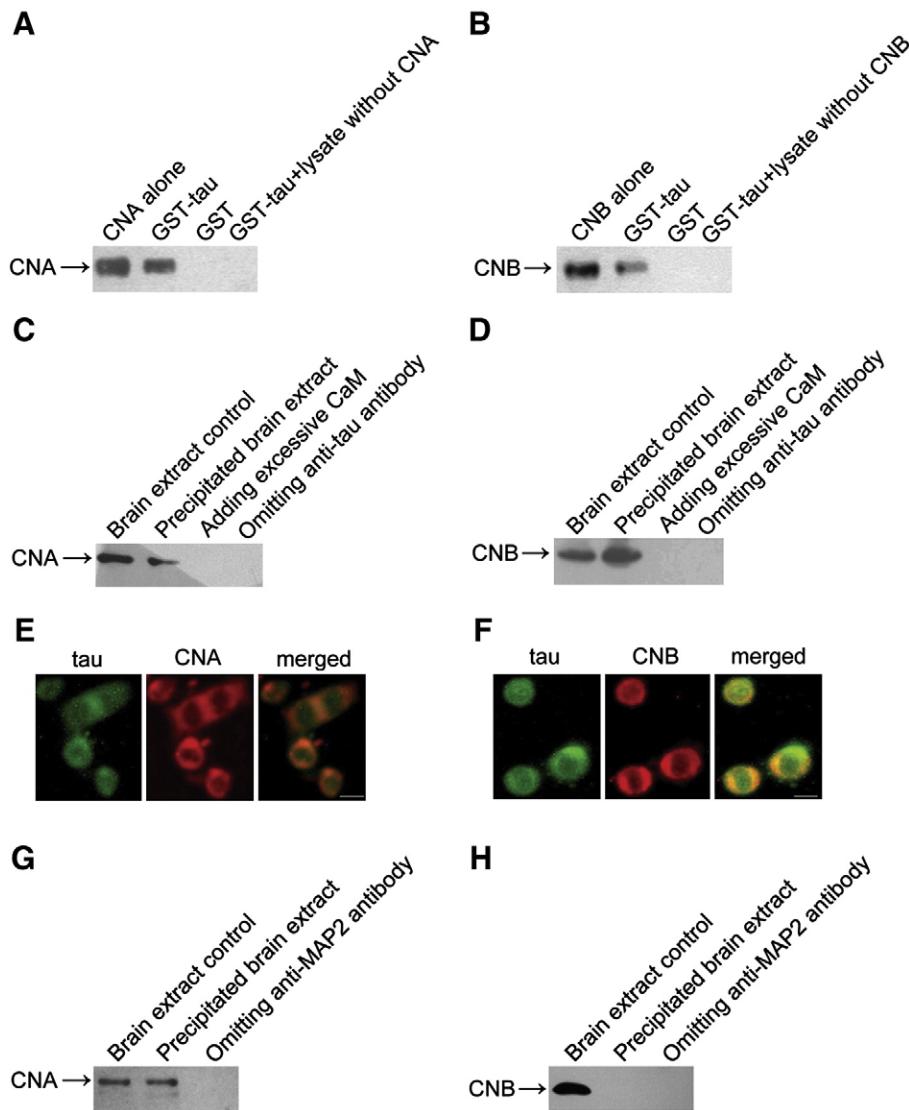 A
CNA alone
GST-tau
GST
GST-tau+lysate without CNA
CNA →
B
CNB alone
GST-tau
GST
GST-tau+lysate without CNB
CNB →
C
Brain extract control
Precipitated brain extract
Adding excessive CaM
Omitting anti-tau antibody
CNA →
D
Brain extract control
Precipitated brain extract
Adding excessive CaM
Omitting anti-tau antibody
CNB →
E
tau CNA merged
F
tau CNB merged
G
Brain extract control
Precipitated brain extract
Omitting anti-MAP2 antibody
CNA →
H
Brain extract control
Precipitated brain extract
Omitting anti-MAP2 antibody
CNB →